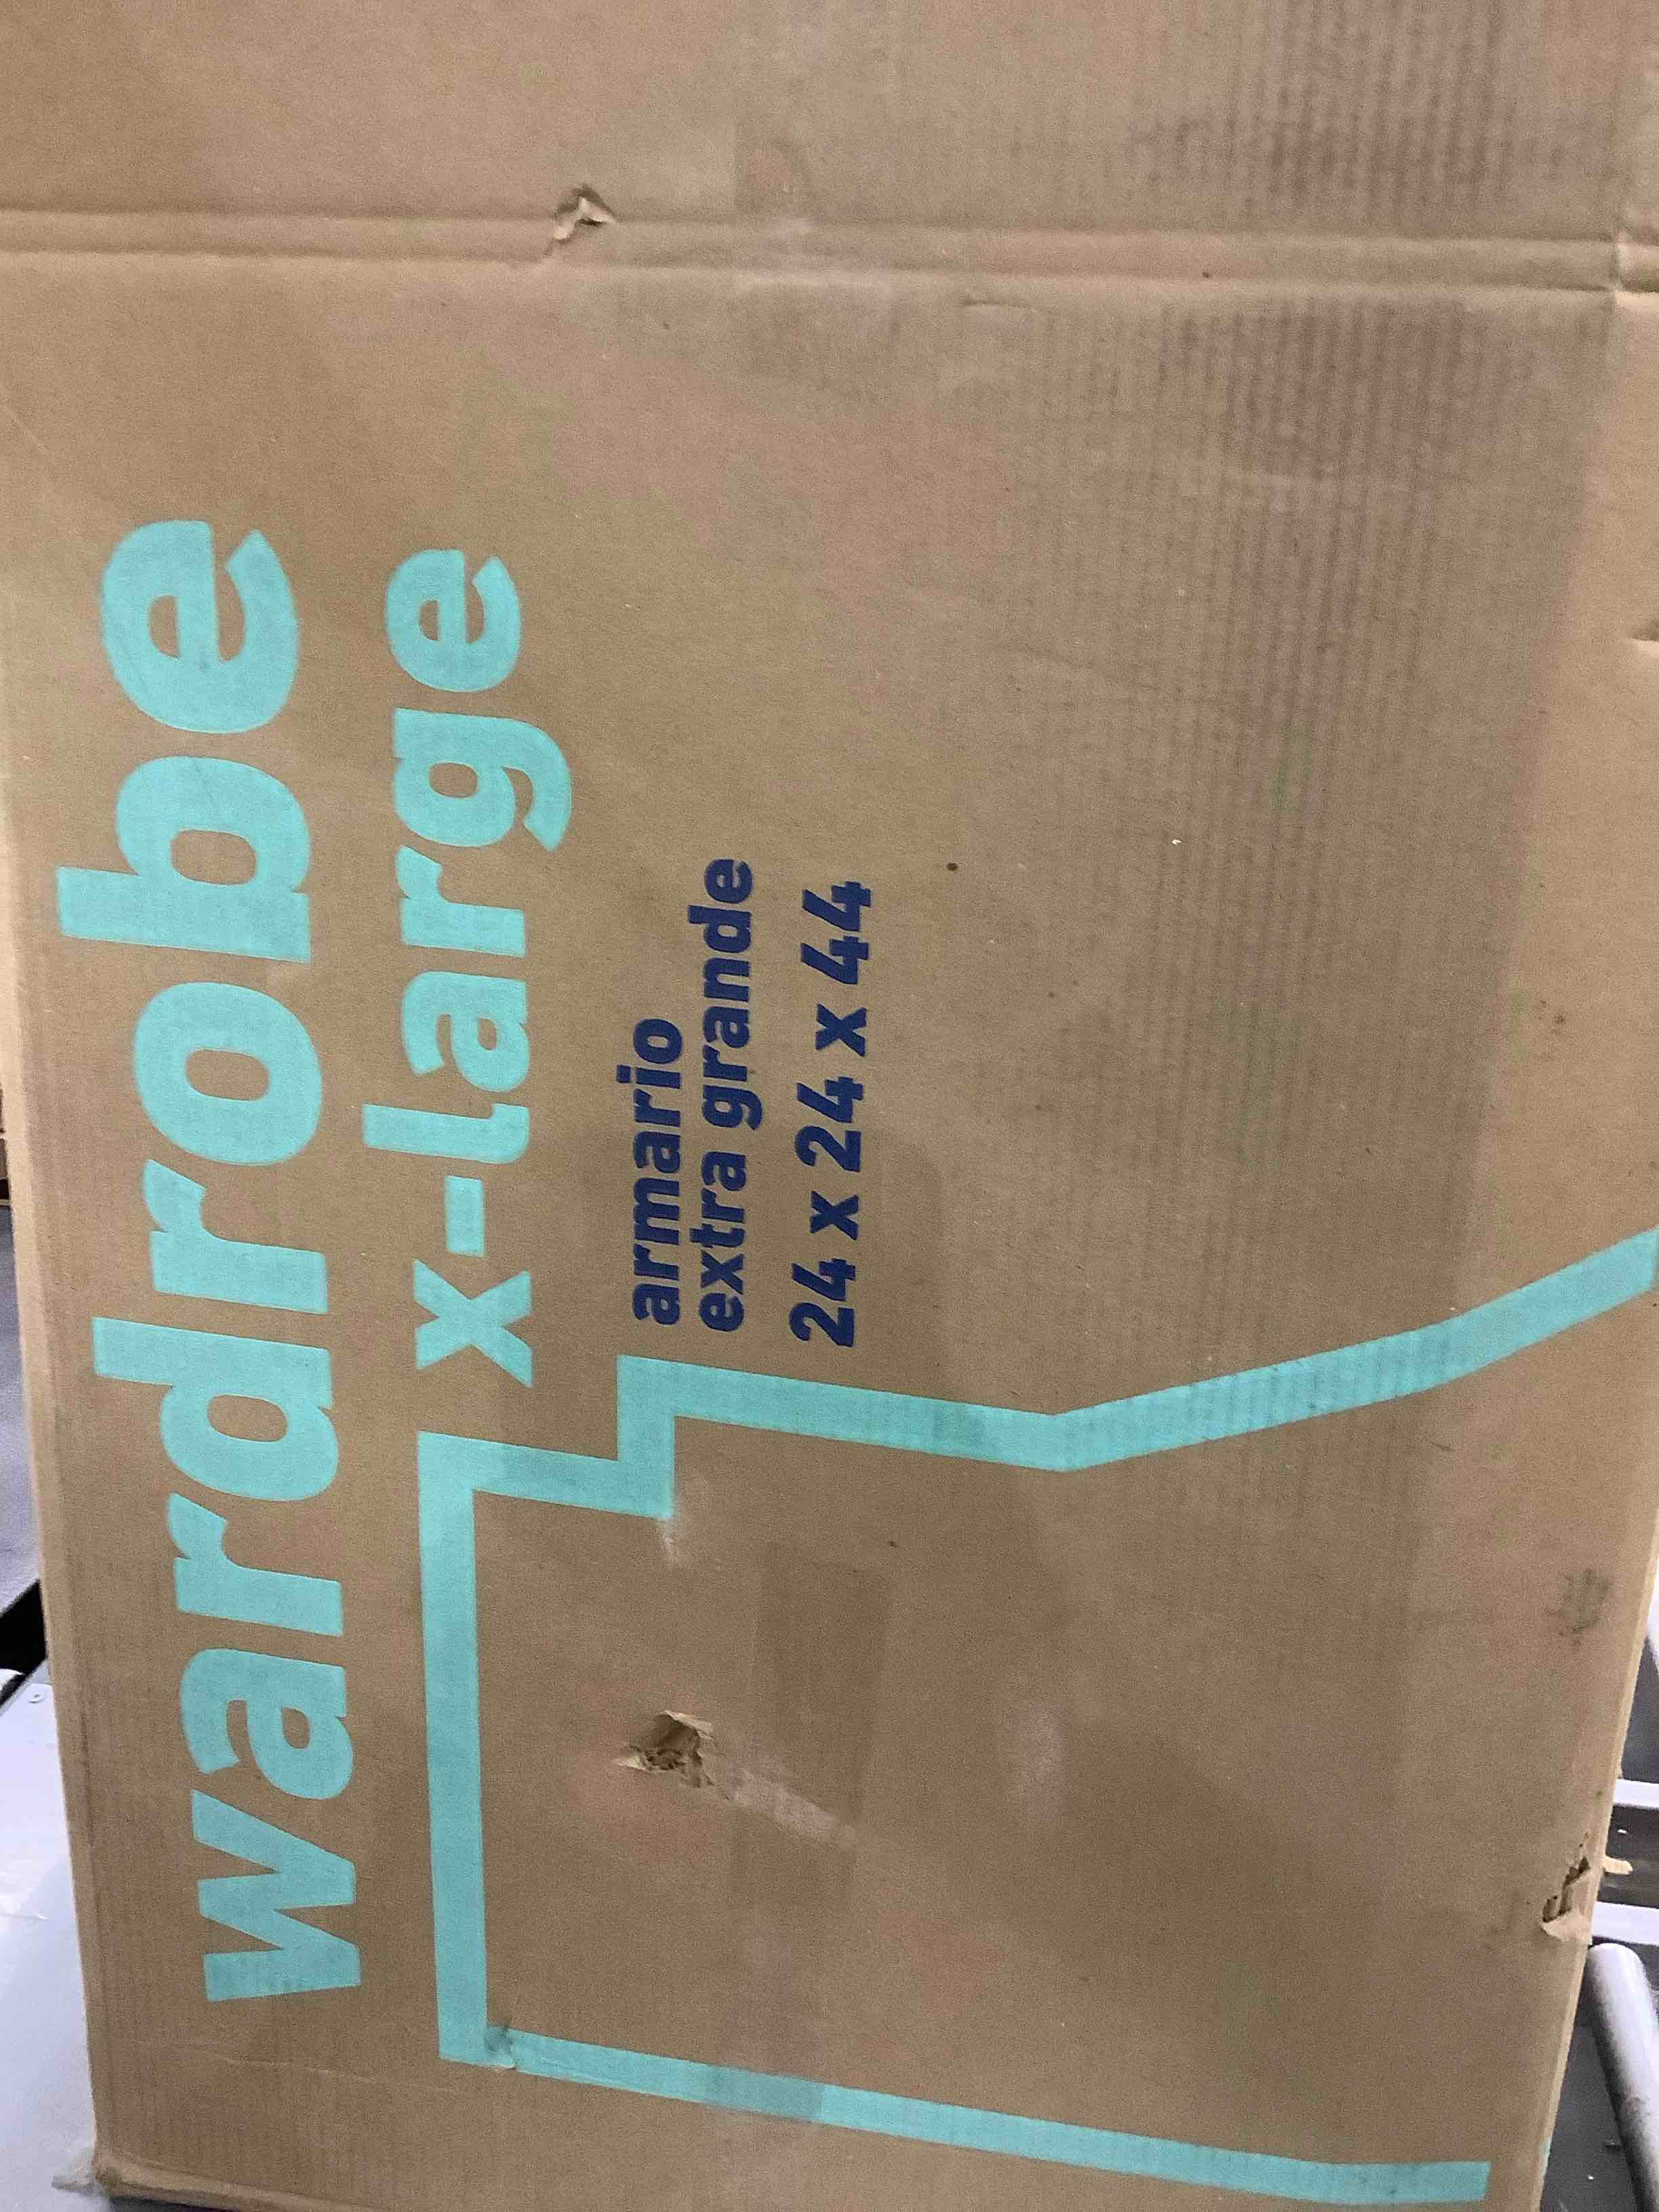 wardrobe
x-large
armario
extra grande
24 x 24 x 44